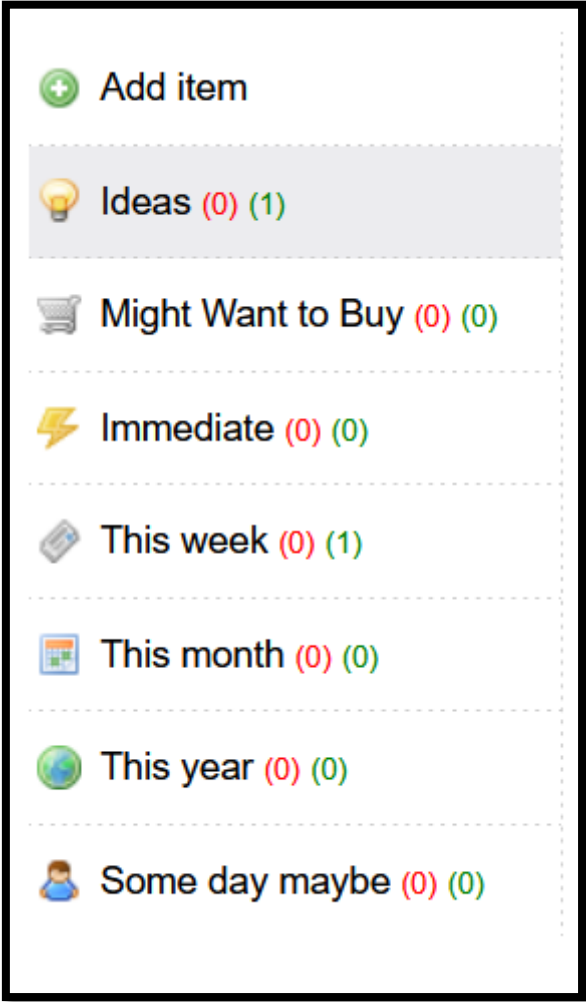 Add item
Ideas (0) (1)
Might Want to Buy (0) (0)
Immediate (0) (0)
This week (0) (1)
This month (0) (0)
This year (0) (0)
Some day maybe (0) (0)